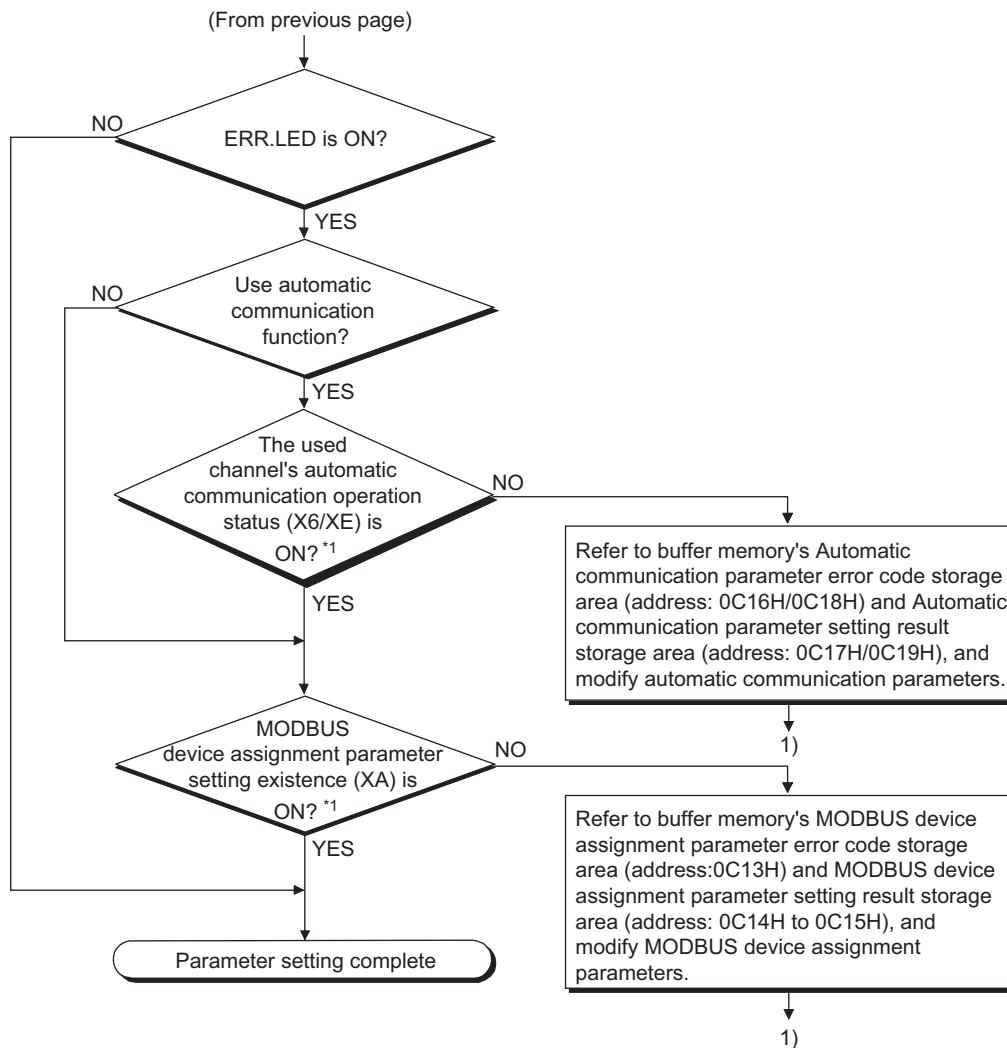 (From previous page)
NO
ERR.LED is ON?
YES
NO
Use automatic
communication
function?
YES
The used
channel's automatic
communication operation
status (X6/XE) is
ON? *1
NO
YES
Refer to buffer memory's Automatic
communication parameter error code storage
area (address: 0C16H/0C18H) and Automatic
communication parameter setting result
storage area (address: 0C17H/0C19H), and
modify automatic communication parameters.
1)
MODBUS
device assignment parameter
setting existence (XA) is
ON? *1
NO
YES
Refer to buffer memory's MODBUS device
assignment parameter error code storage
area (address:0C13H) and MODBUS device
assignment parameter setting result storage
area (address: 0C14H to 0C15H), and
modify MODBUS device assignment
parameters.
1)
Parameter setting complete